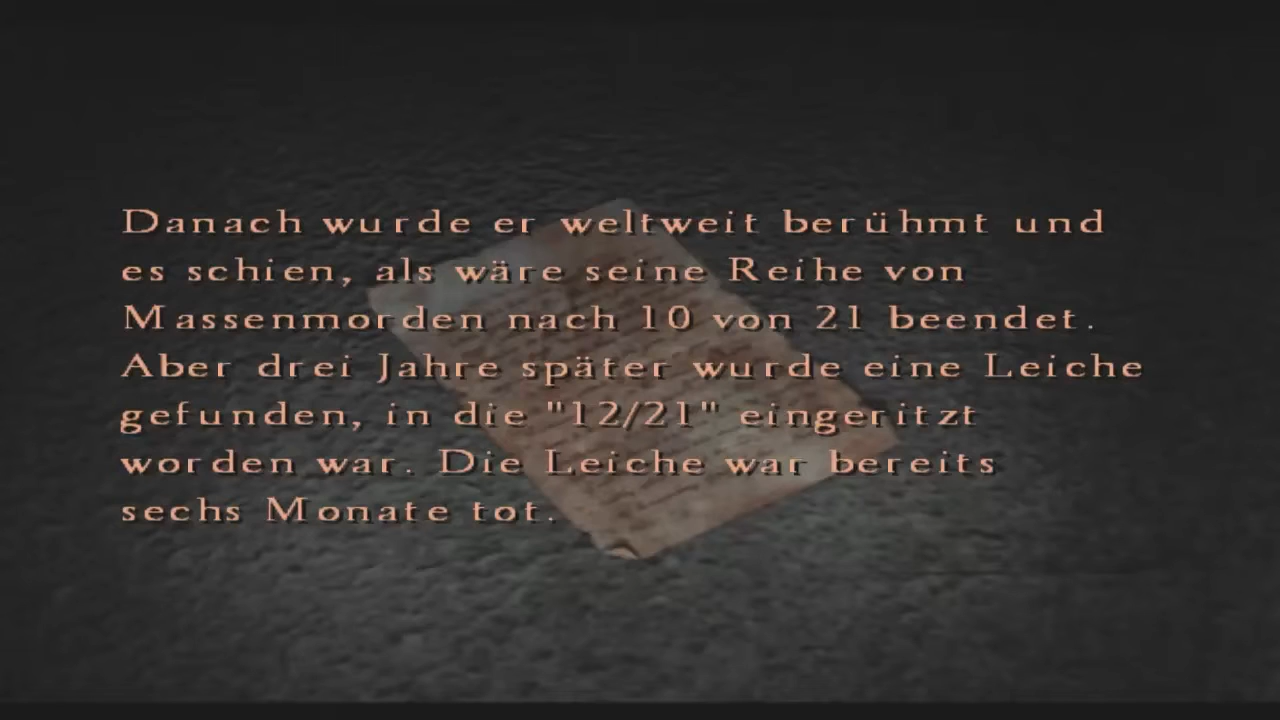 Danach wurde er weltweit berühmt und
es schien, als wäre seine Reihe von
Massenmorden nach 10 von 21 beendet.
Aber drei Jahre später wurde eine Leiche
gefunden, in die "12/21" eingeritzt
worden war. Die Leiche war bereits
sechs Monate tot.